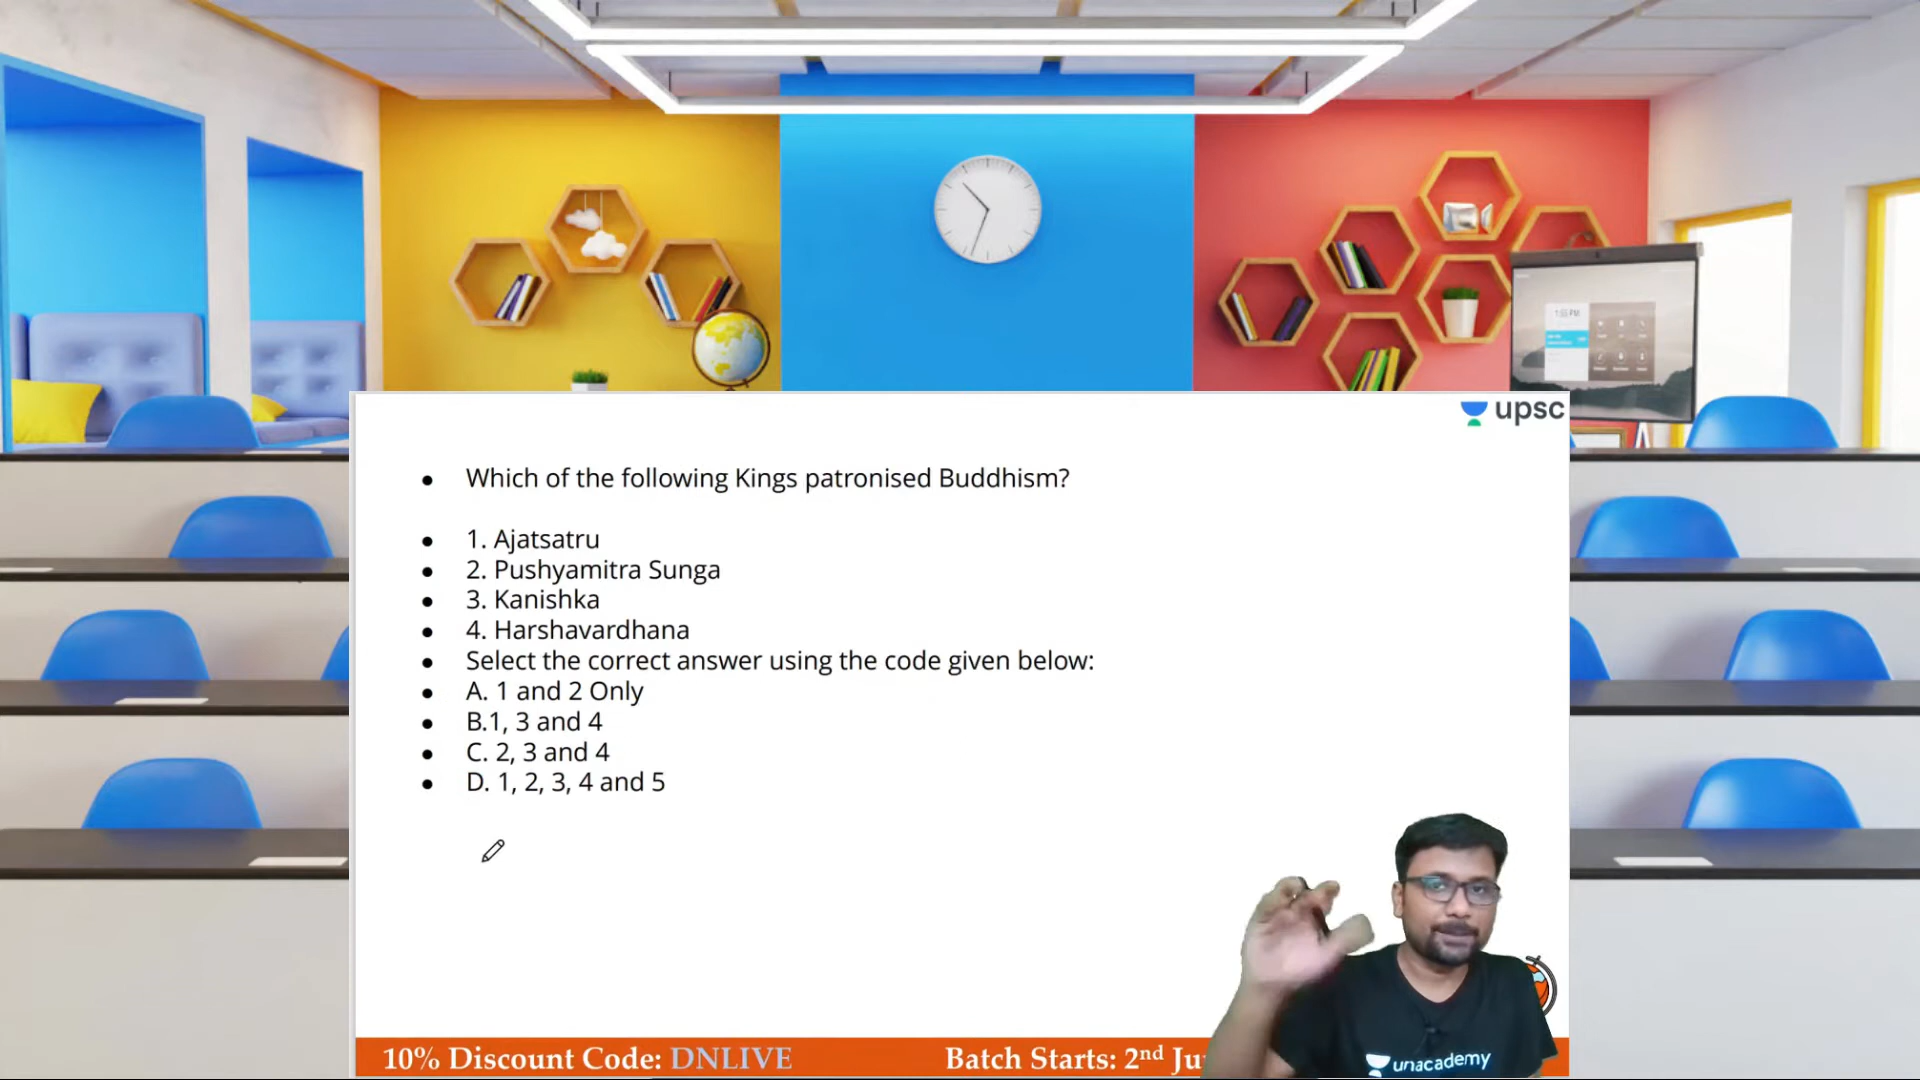 upsc
Which of the following Kings patronised Buddhism?
1. Ajatsatru
2. Pushyamitra Sunga
3. Kanishka
4. Harshavardhana
Select the correct answer using the code given below:
A. 1 and 2 Only
B.1, 3 and 4
C. 2, 3 and 4
D. 1, 2, 3, 4 and 5
unacademy
10% Discount Code: DNLIVE Batch Starts: 2nd Ju